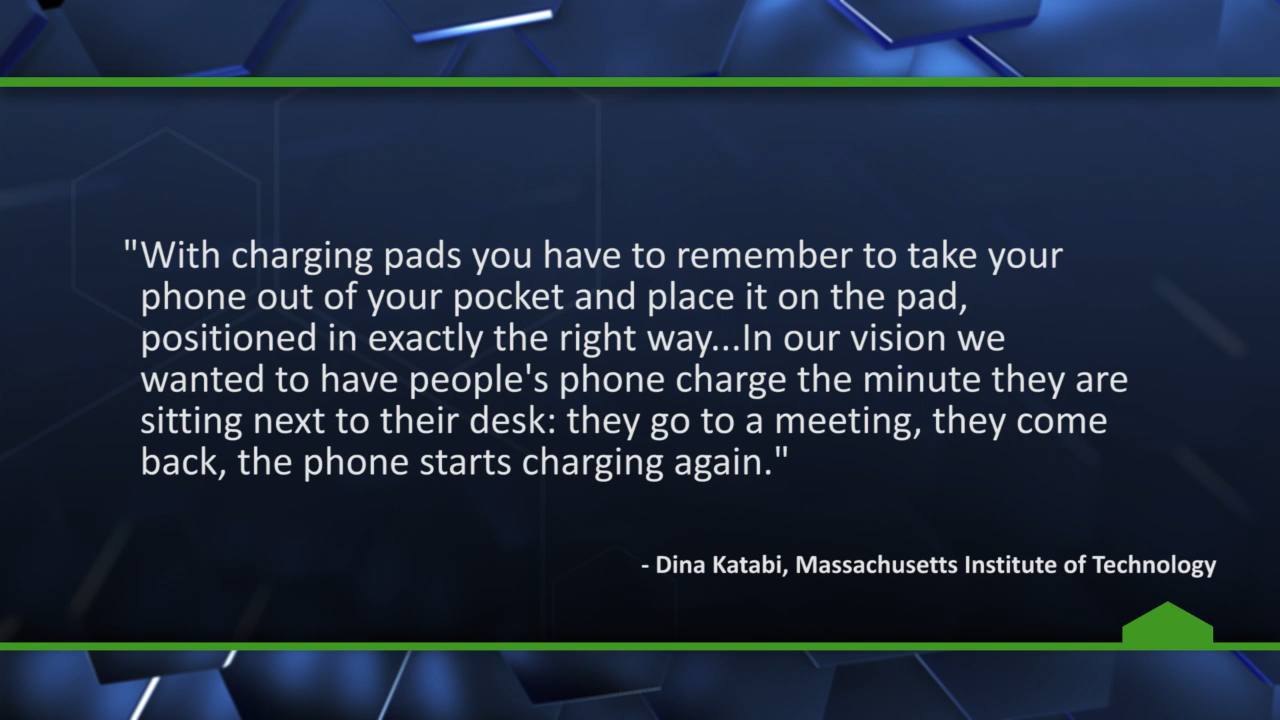 "With charging pads you have to remember to take your
phone out of your pocket and place it on the pad,
positioned in exactly the right way...In our vision we
wanted to have people's phone charge the minute they are
sitting next to their desk: they go to a meeting, they come
back, the phone starts charging again."
- Dina Katabi, Massachusetts Institute of Technology